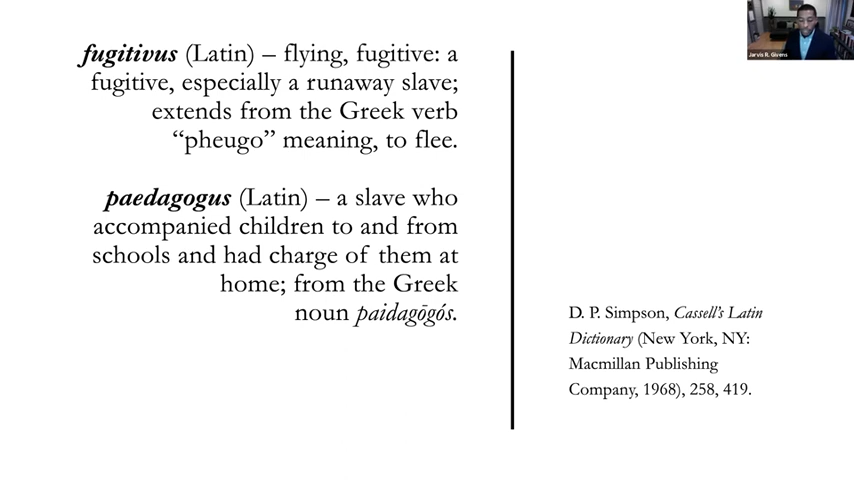 fugitivus (Latin) – flying, fugitive: a
fugitive, especially a runaway slave;
extends from the Greek verb
“pheugo” meaning, to flee.
paedagogus (Latin) – a slave who
accompanied children to and from
schools and had charge of them at
home; from the Greek
noun paidagōgós.
D. P. Simpson, Cassell’s Latin
Dictionary (New York, NY:
Macmillan Publishing
Company, 1968), 258, 419.
Jarvis R. Givens